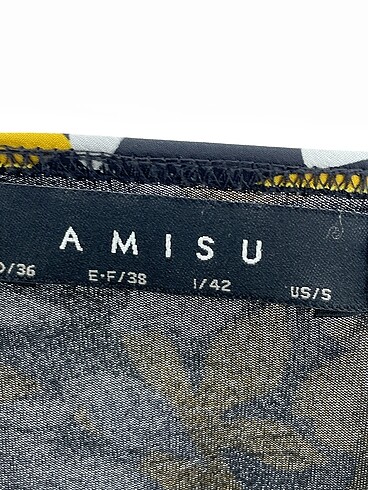 AMISU
D/36 E·F/38 I/42 US/S